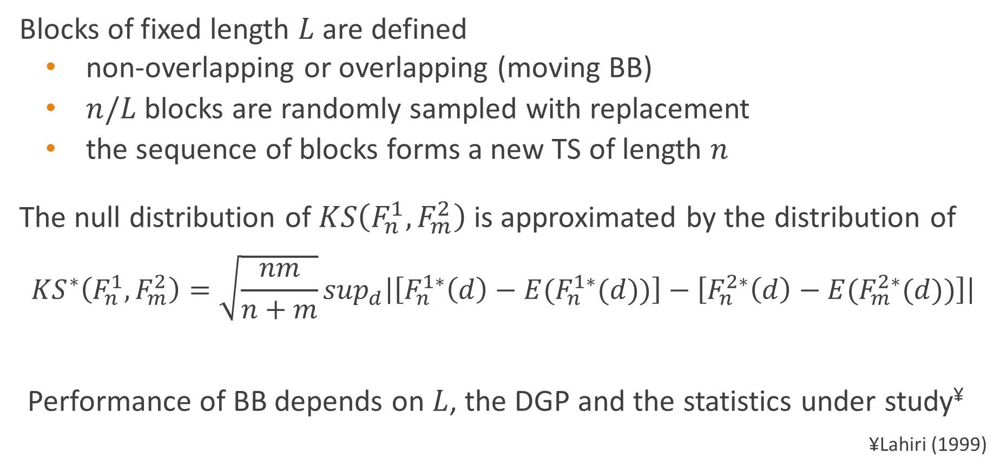 Blocks of fixed length L are defined
• non-overlapping or overlapping (moving BB)
• n/L blocks are randomly sampled with replacement
• the sequence of blocks forms a new TS of length n
The null distribution of KS(F_n^1, F_m^2) is approximated by the distribution of
KS*(F_n^1, F_m^2) = √(nm/(n + m)) sup_d |[F_n^{1*}(d) − E(F_n^{1*}(d))] − [F_n^{2*}(d) − E(F_m^{2*}(d))]|
Performance of BB depends on L, the DGP and the statistics under study¥
¥Lahiri (1999)